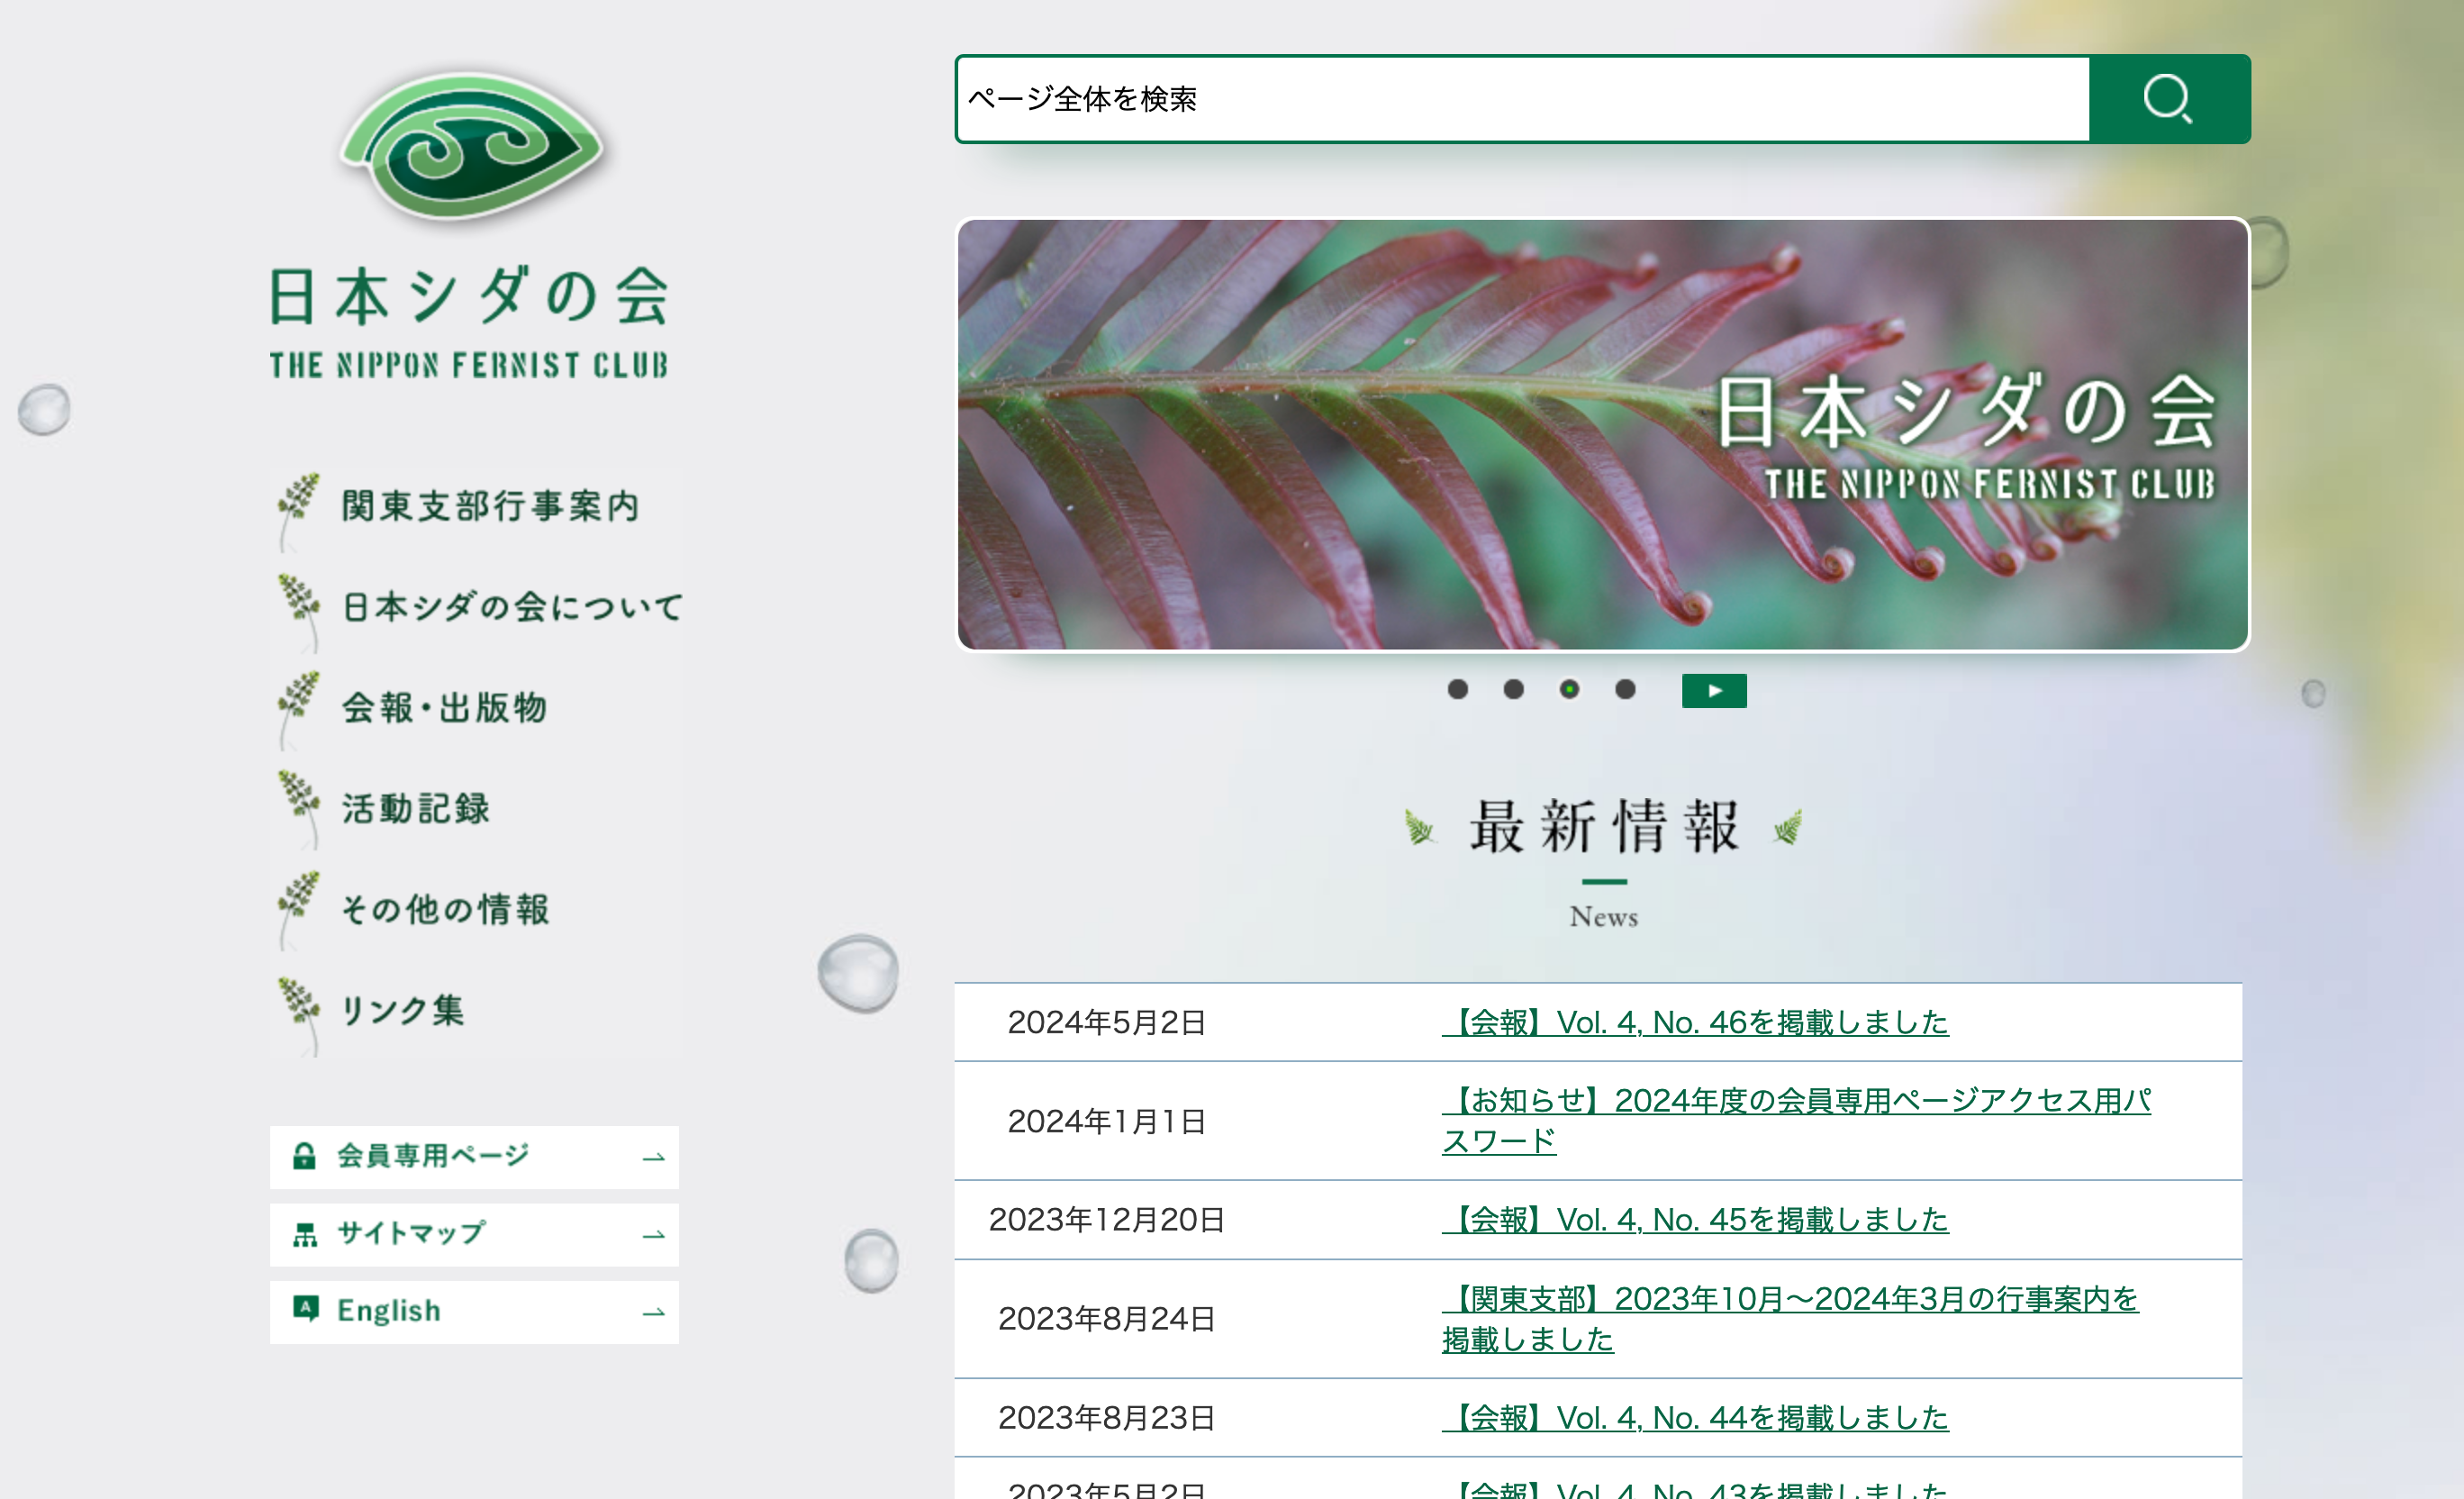 日本シダの会
THE NIPPON FERNIST CLUB
関東支部行事案内
日本シダの会について
会報・出版物
活動記録
その他の情報
リンク集
会員専用ページ
サイトマップ
English
ページ全体を検索
日本シダの会
THE NIPPON FERNIST CLUB
最新情報
News
2024年5月2日
【会報】Vol. 4, No. 46を掲載しました
2024年1月1日
【お知らせ】2024年度の会員専用ページアクセス用パ
スワード
2023年12月20日
【会報】Vol. 4, No. 45を掲載しました
2023年8月24日
【関東支部】2023年10月〜2024年3月の行事案内を
掲載しました
2023年8月23日
【会報】Vol. 4, No. 44を掲載しました
2023年5月2日
【会報】Vol. 4, No. 43を掲載しました